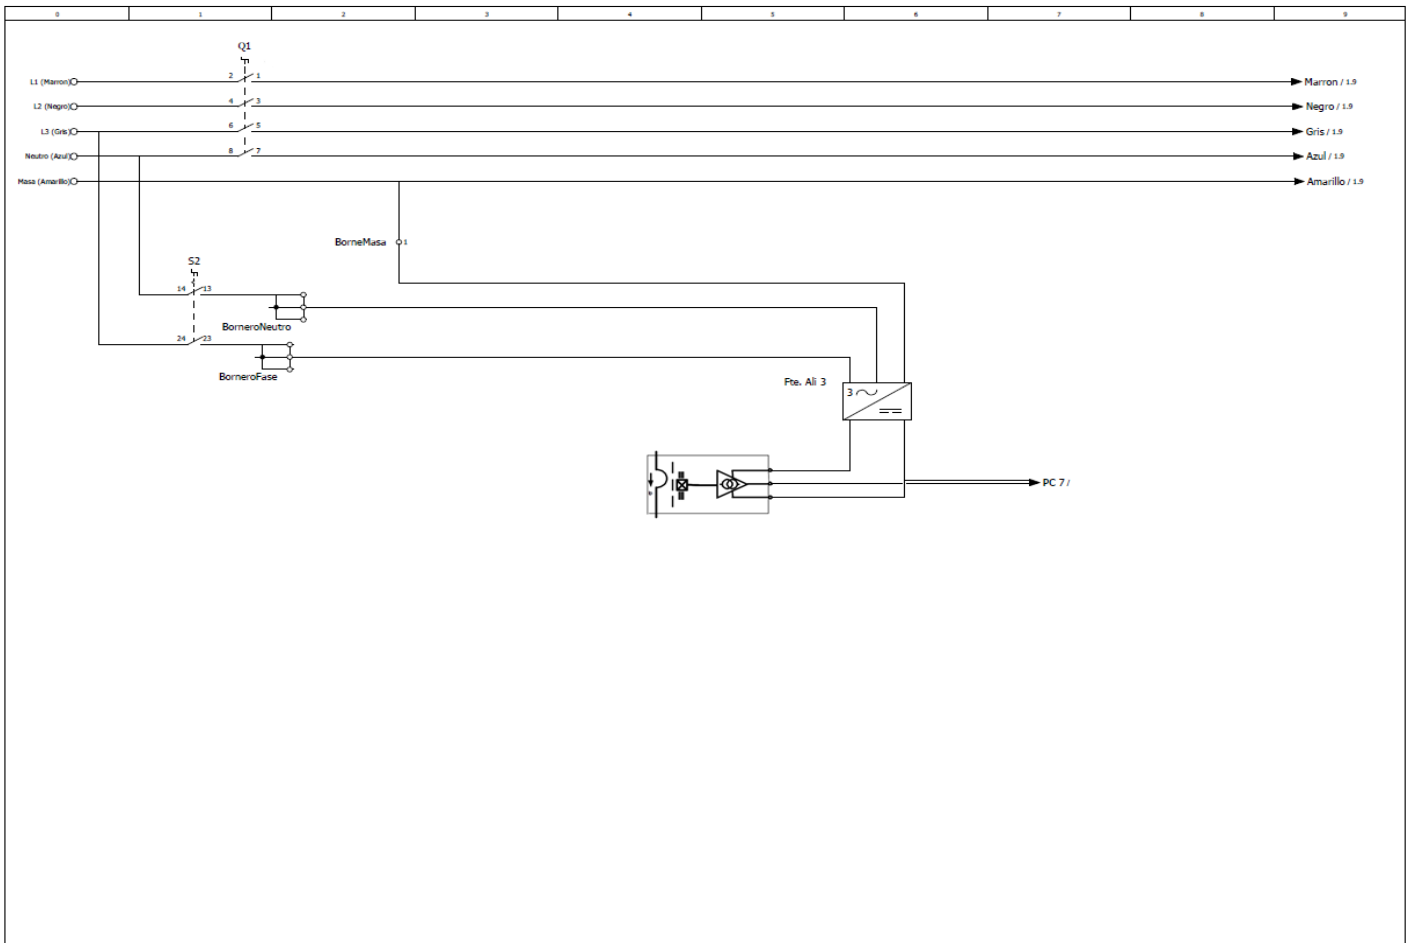 0 1 2 3 4 5 6 7 8 9
Q1
L1 (Marron) 2 1 Marron / 1.9
L2 (Negro) 4 3 Negro / 1.9
L3 (Gris) 6 5 Gris / 1.9
Neutro (Azul) 8 7 Azul / 1.9
Masa (Amarillo) Amarillo / 1.9
BorneMasa 1
S2
14 13
BorneroNeutro
24 23
BorneroFase
Fte. Ali 3
3
PC 7 /